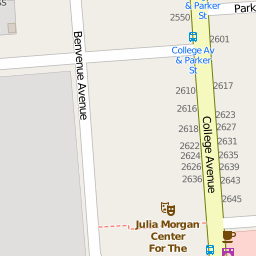 Park
& Parker
St
2550
2601
College Av
& Parker
St
Benvenue Avenue
2610
2617
2616
2618
2623
2627
2622
2631
2624
2635
2626
2639
2636
2643
2645
College Avenue
Julia Morgan
Center
For The